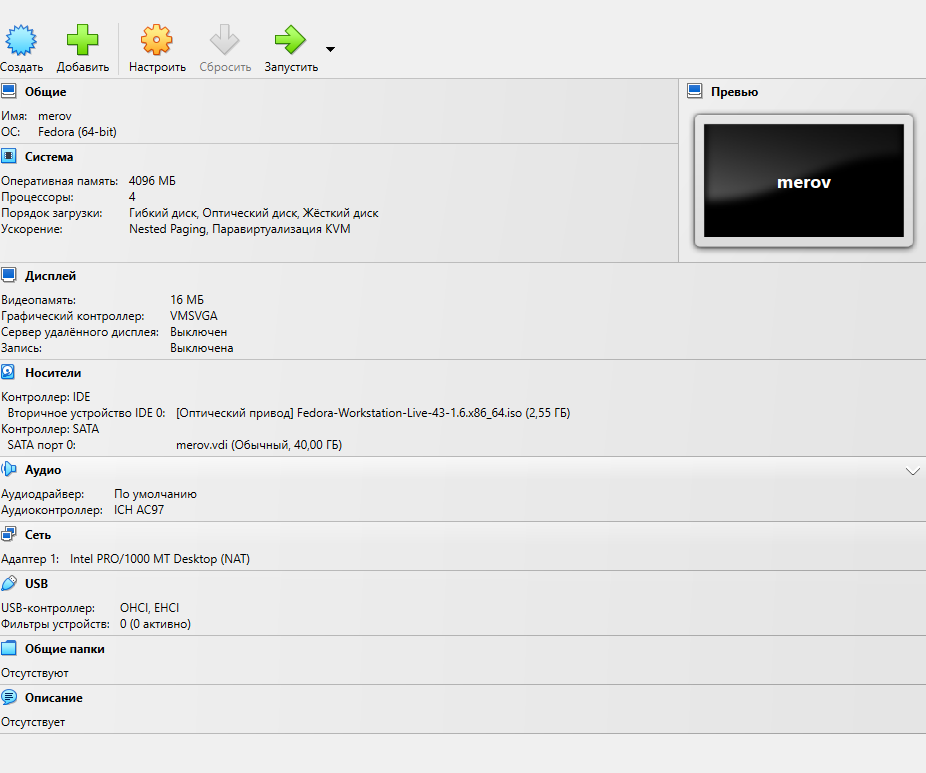 Создать Добавить Настроить Сбросить Запустить
Общие
Имя: merov
ОС: Fedora (64-bit)
Превью
merov
Система
Оперативная память: 4096 МБ
Процессоры: 4
Порядок загрузки: Гибкий диск, Оптический диск, Жёсткий диск
Ускорение: Nested Paging, Паравиртуализация KVM
Дисплей
Видеопамять: 16 МБ
Графический контроллер: VMSVGA
Сервер удалённого дисплея: Выключен
Запись: Выключена
Носители
Контроллер: IDE
Вторичное устройство IDE 0: [Оптический привод] Fedora-Workstation-Live-43-1.6.x86_64.iso (2,55 ГБ)
Контроллер: SATA
SATA порт 0: merov.vdi (Обычный, 40,00 ГБ)
Аудио
Аудиодрайвер: По умолчанию
Аудиоконтроллер: ICH AC97
Сеть
Адаптер 1: Intel PRO/1000 MT Desktop (NAT)
USB
USB-контроллер: OHCI, EHCI
Фильтры устройств: 0 (0 активно)
Общие папки
Отсутствуют
Описание
Отсутствует